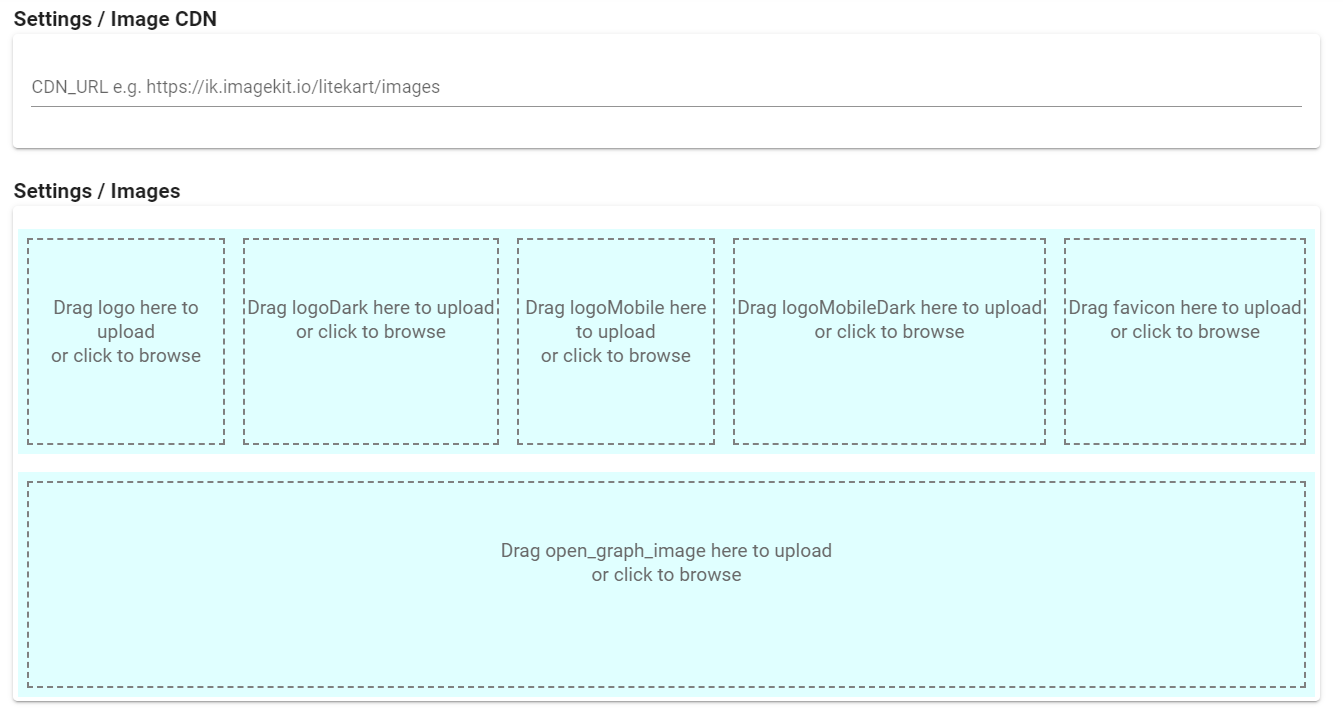 Settings / Image CDN
CDN_URL e.g. https://ik.imagekit.io/litekart/images
Settings / Images
Drag logo here to
upload
or click to browse
Drag logoDark here to upload
or click to browse
Drag logoMobile here
to upload
or click to browse
Drag logoMobileDark here to upload
or click to browse
Drag favicon here to upload
or click to browse
Drag open_graph_image here to upload
or click to browse